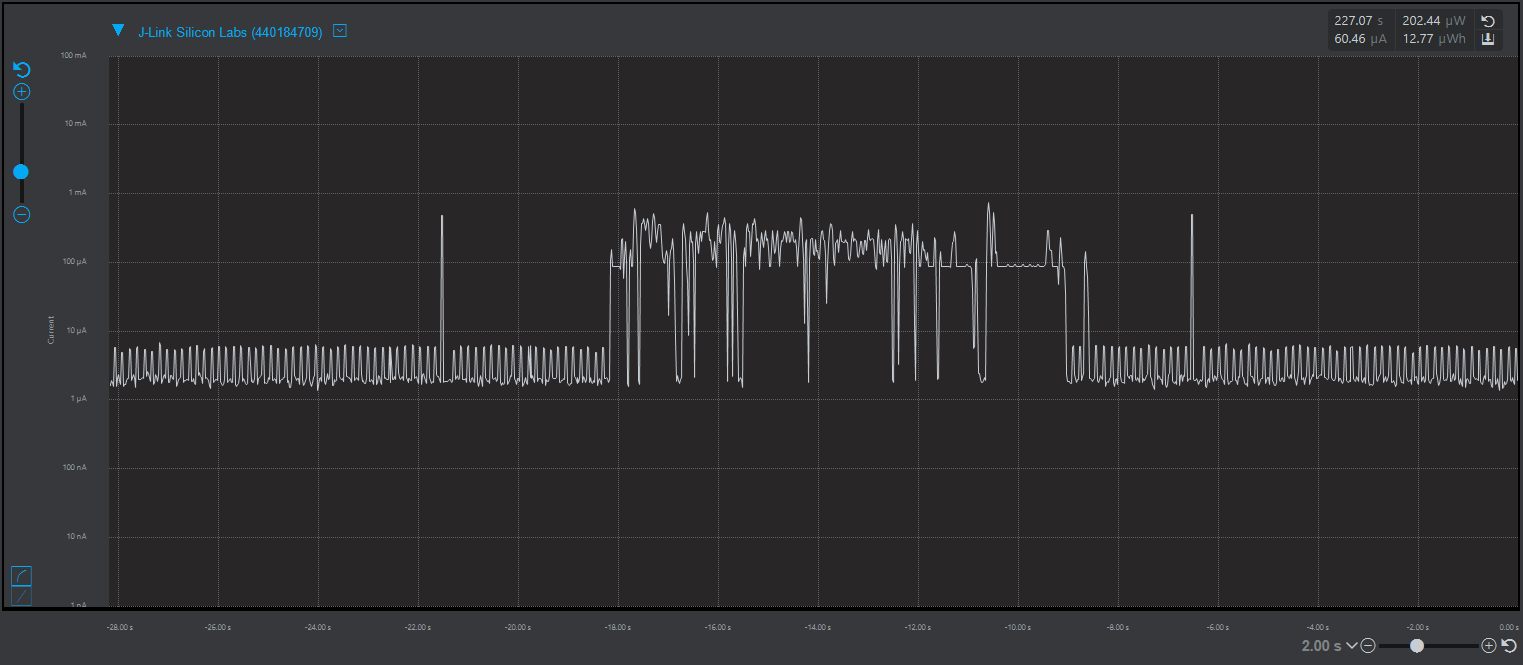 J-Link Silicon Labs (440184709)
227.07 s 202.44 µW
60.46 µA 12.77 µWh
100 mA
10 mA
1 mA
100 µA
10 µA
1 µA
100 nA
10 nA
1 nA
Current
-28.00 s -26.00 s -24.00 s -22.00 s -20.00 s -18.00 s -16.00 s -14.00 s -12.00 s -10.00 s -8.00 s -6.00 s -4.00 s -2.00 s 0.00 s
2.00 s